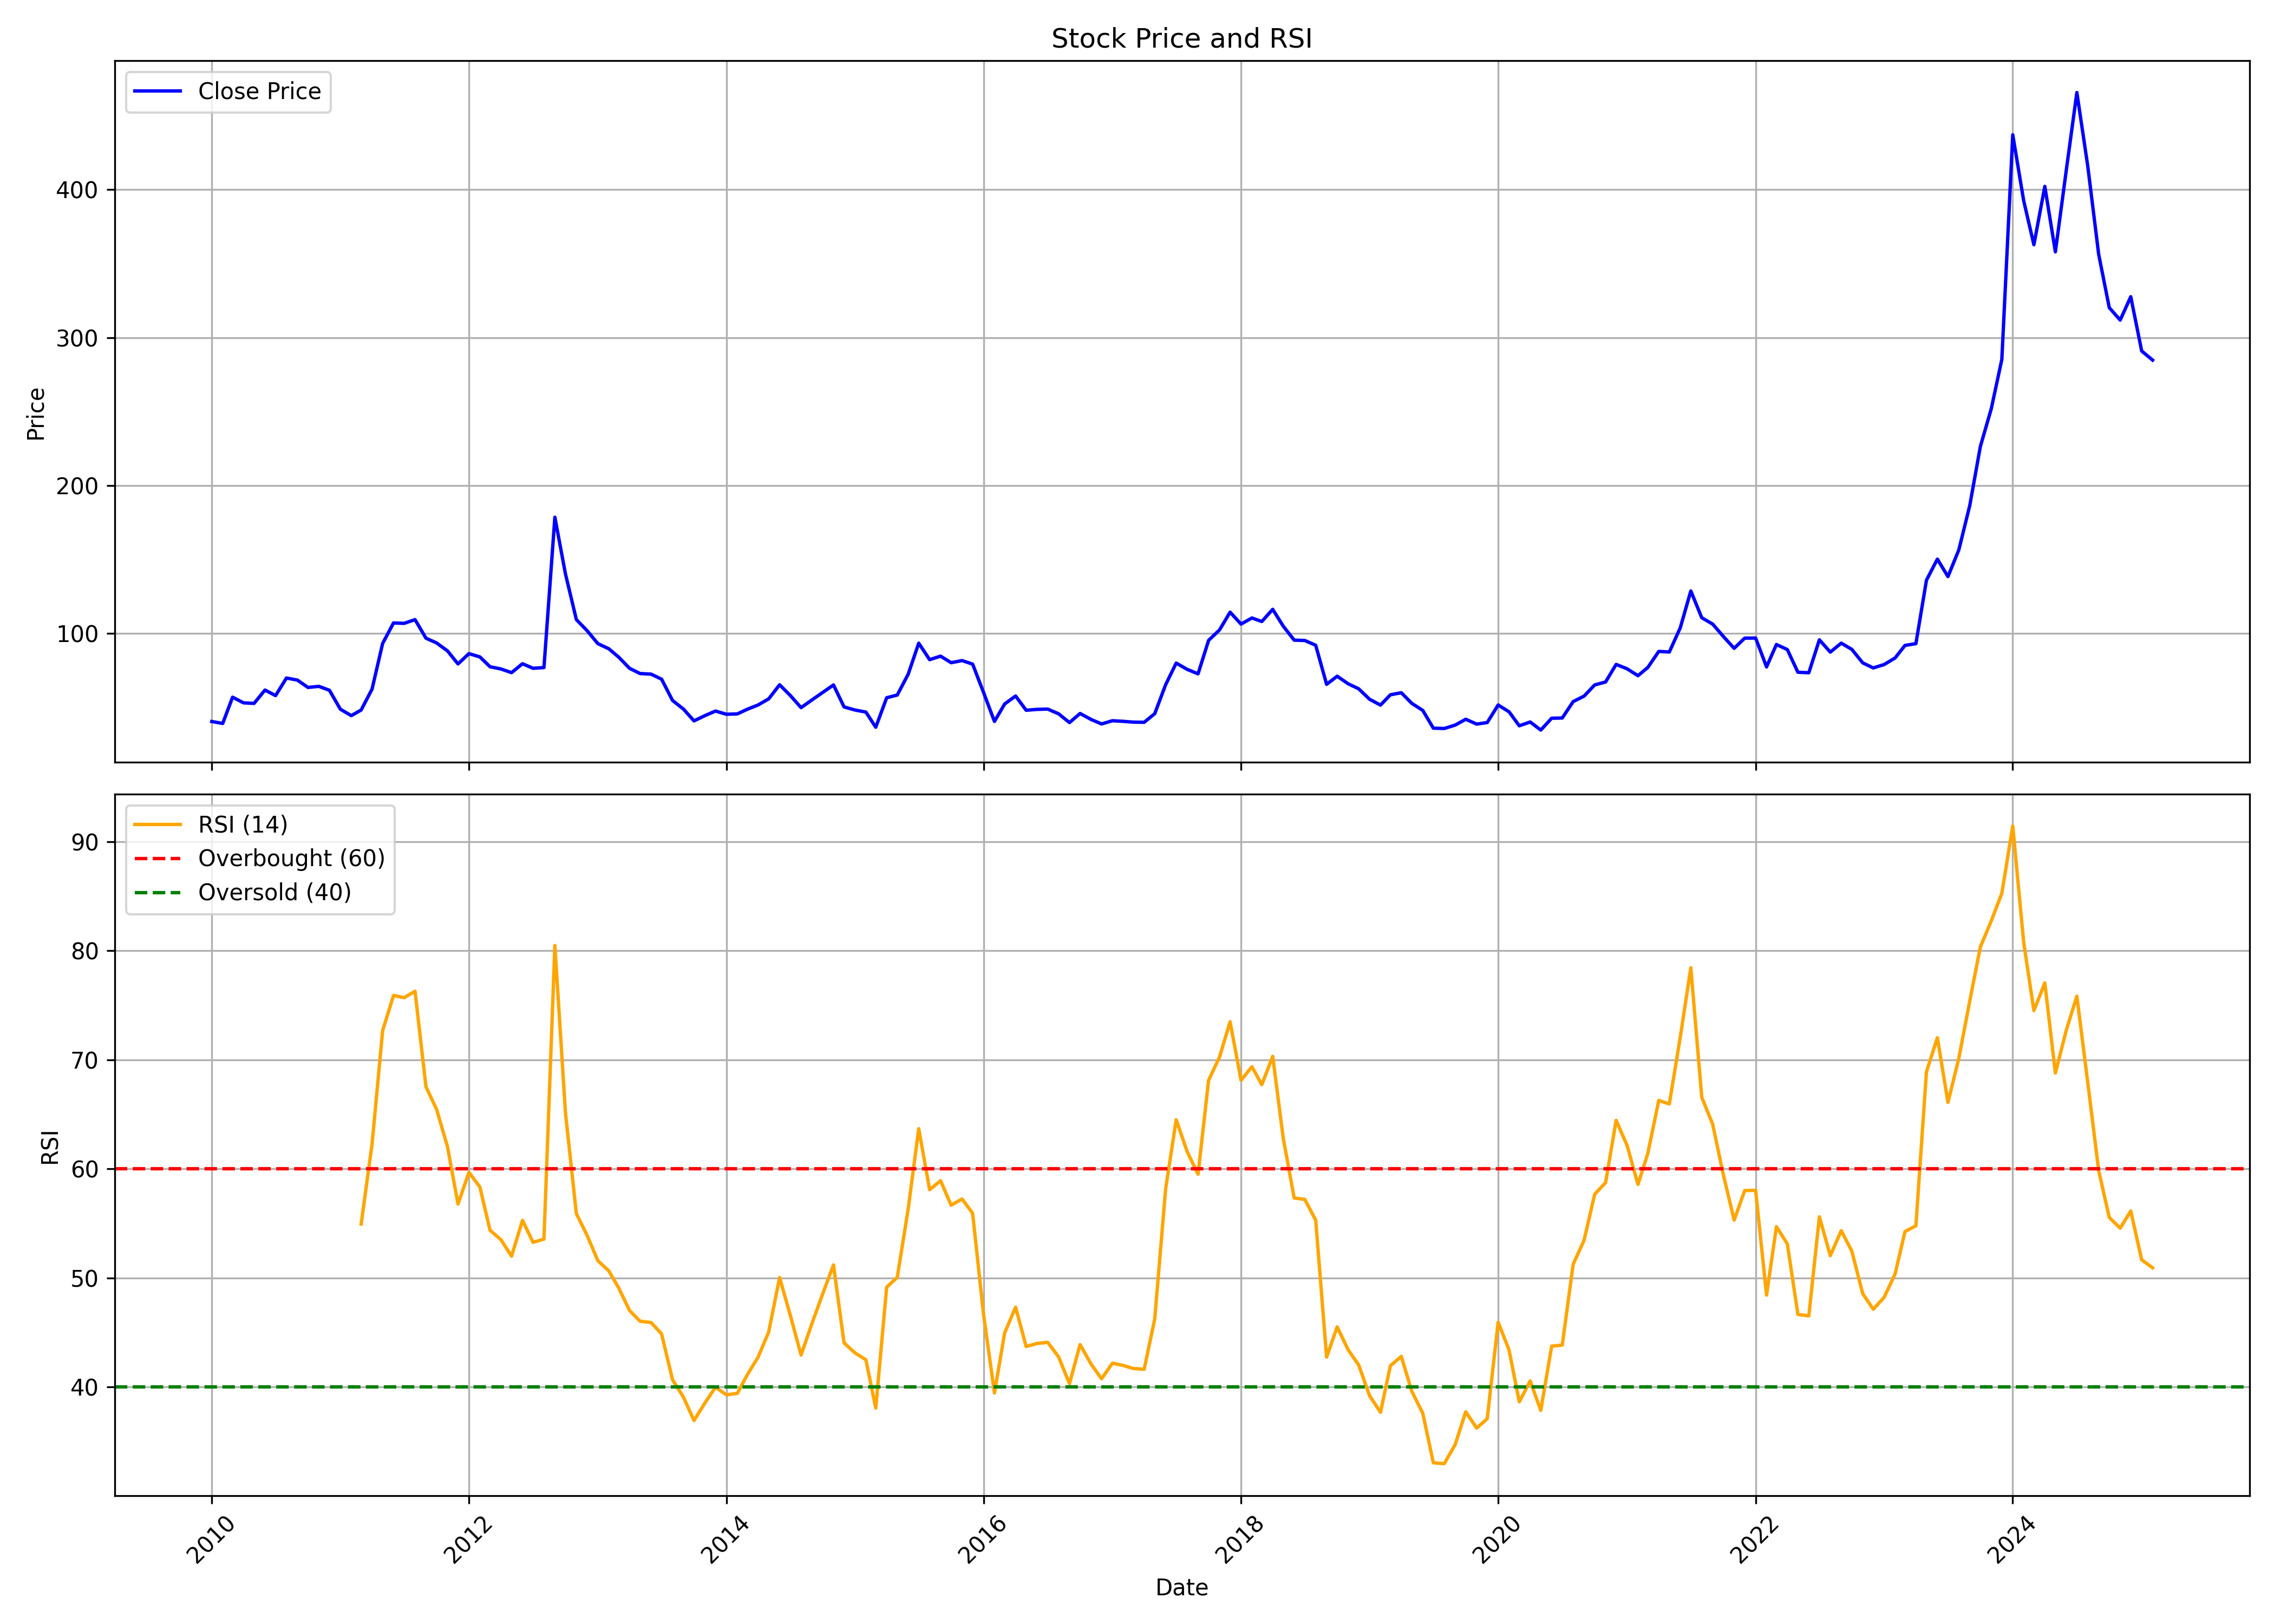 Stock Price and RSI
Close Price
400
300
200
100
Price
RSI (14)
Overbought (60)
Oversold (40)
90
80
70
60
50
40
RSI
2010
2012
2014
2016
2018
2020
2022
2024
Date